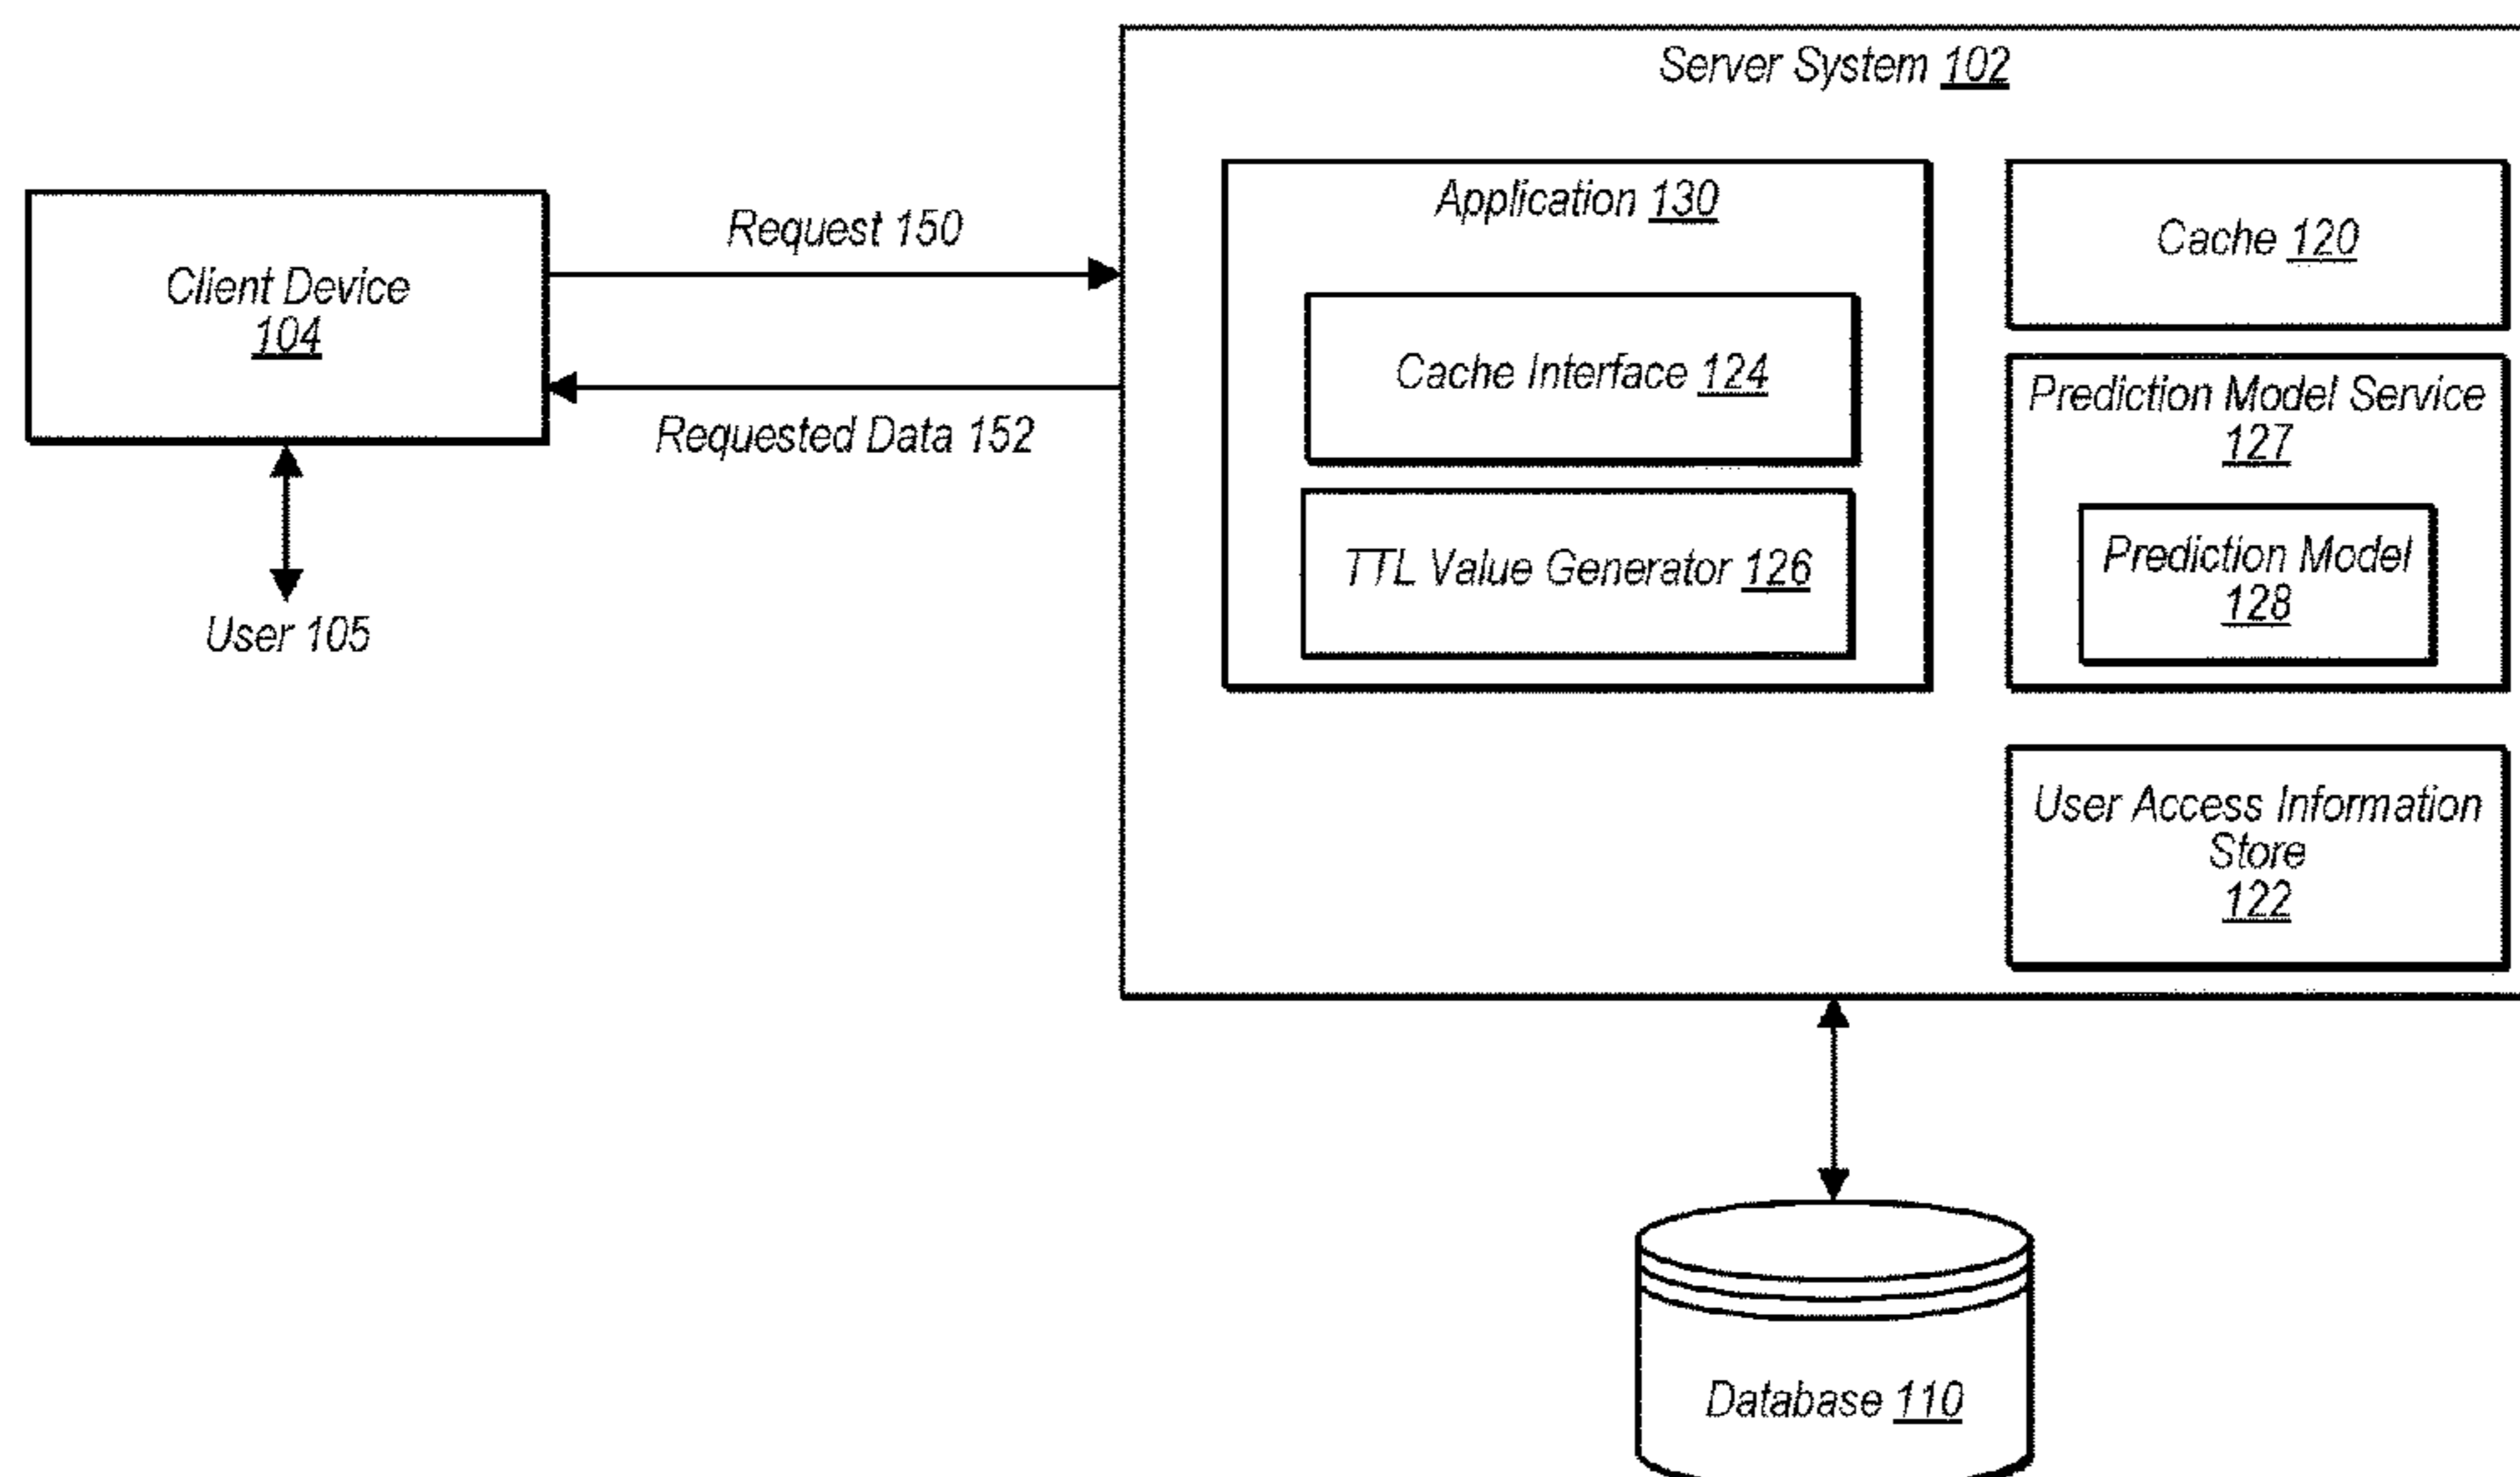 Server System 102
Application 130
Cache 120
Request 150
Client Device
104
Cache Interface 124
Prediction Model Service
127
Requested Data 152
TTL Value Generator 126
Prediction Model
128
User 105
User Access Information
Store
122
Database 110